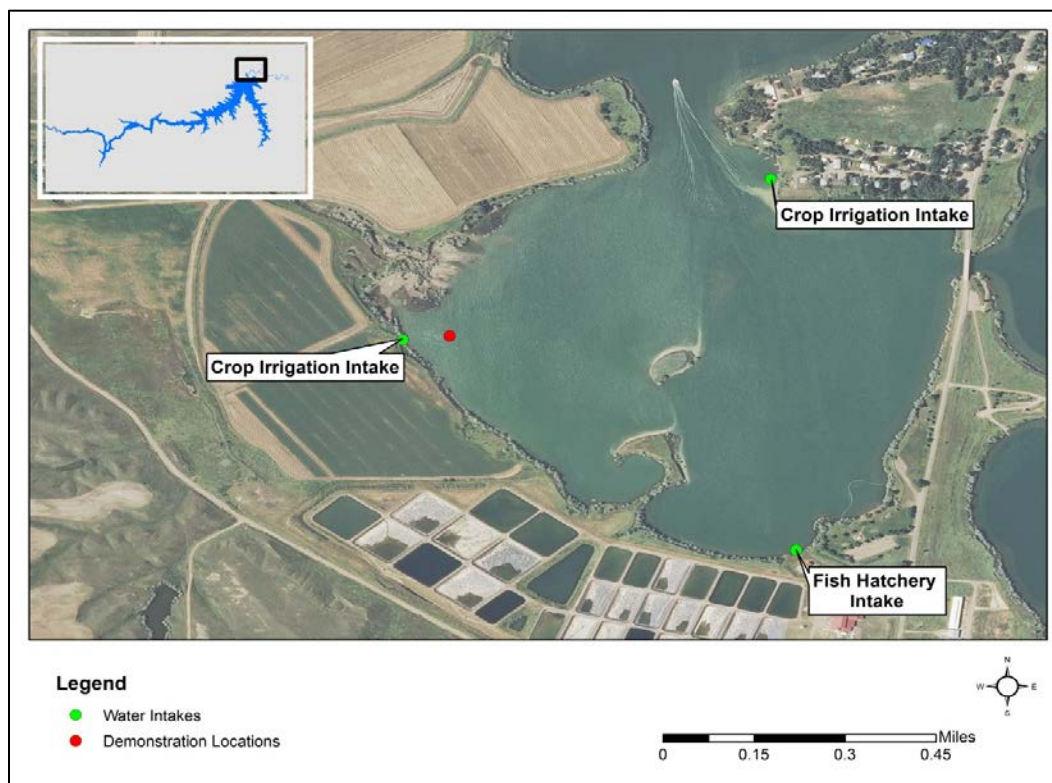 Crop Irrigation Intake
Crop Irrigation Intake
Fish Hatchery
Intake
Legend
Water Intakes
Demonstration Locations
N
W
E
S
Miles
0
0.15
0.3
0.45